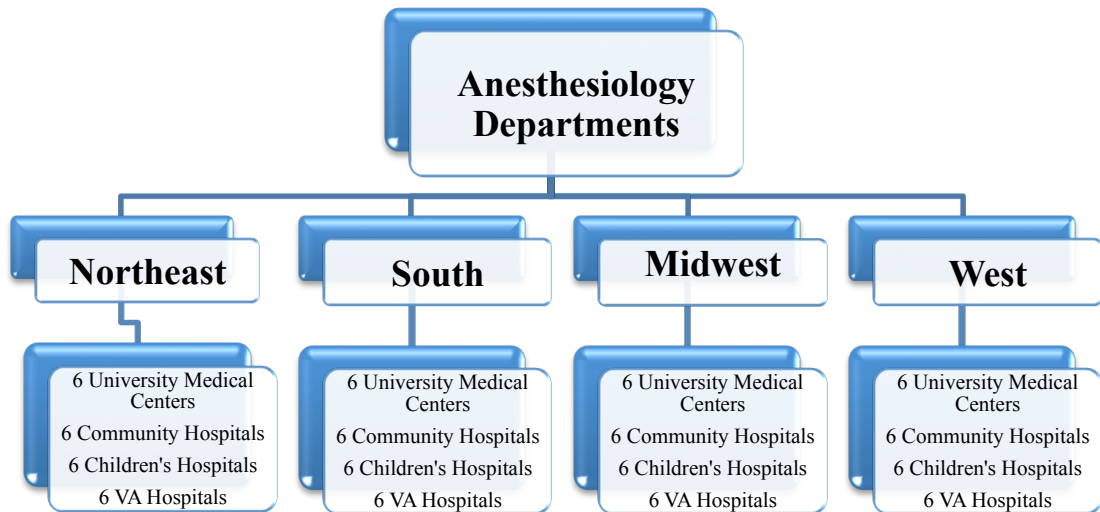 Anesthesiology
Departments
Northeast
South
Midwest
West
6 University Medical
Centers
6 Community Hospitals
6 Children's Hospitals
6 VA Hospitals
6 University Medical
Centers
6 Community Hospitals
6 Children's Hospitals
6 VA Hospitals
6 University Medical
Centers
6 Community Hospitals
6 Children's Hospitals
6 VA Hospitals
6 University Medical
Centers
6 Community Hospitals
6 Children's Hospitals
6 VA Hospitals